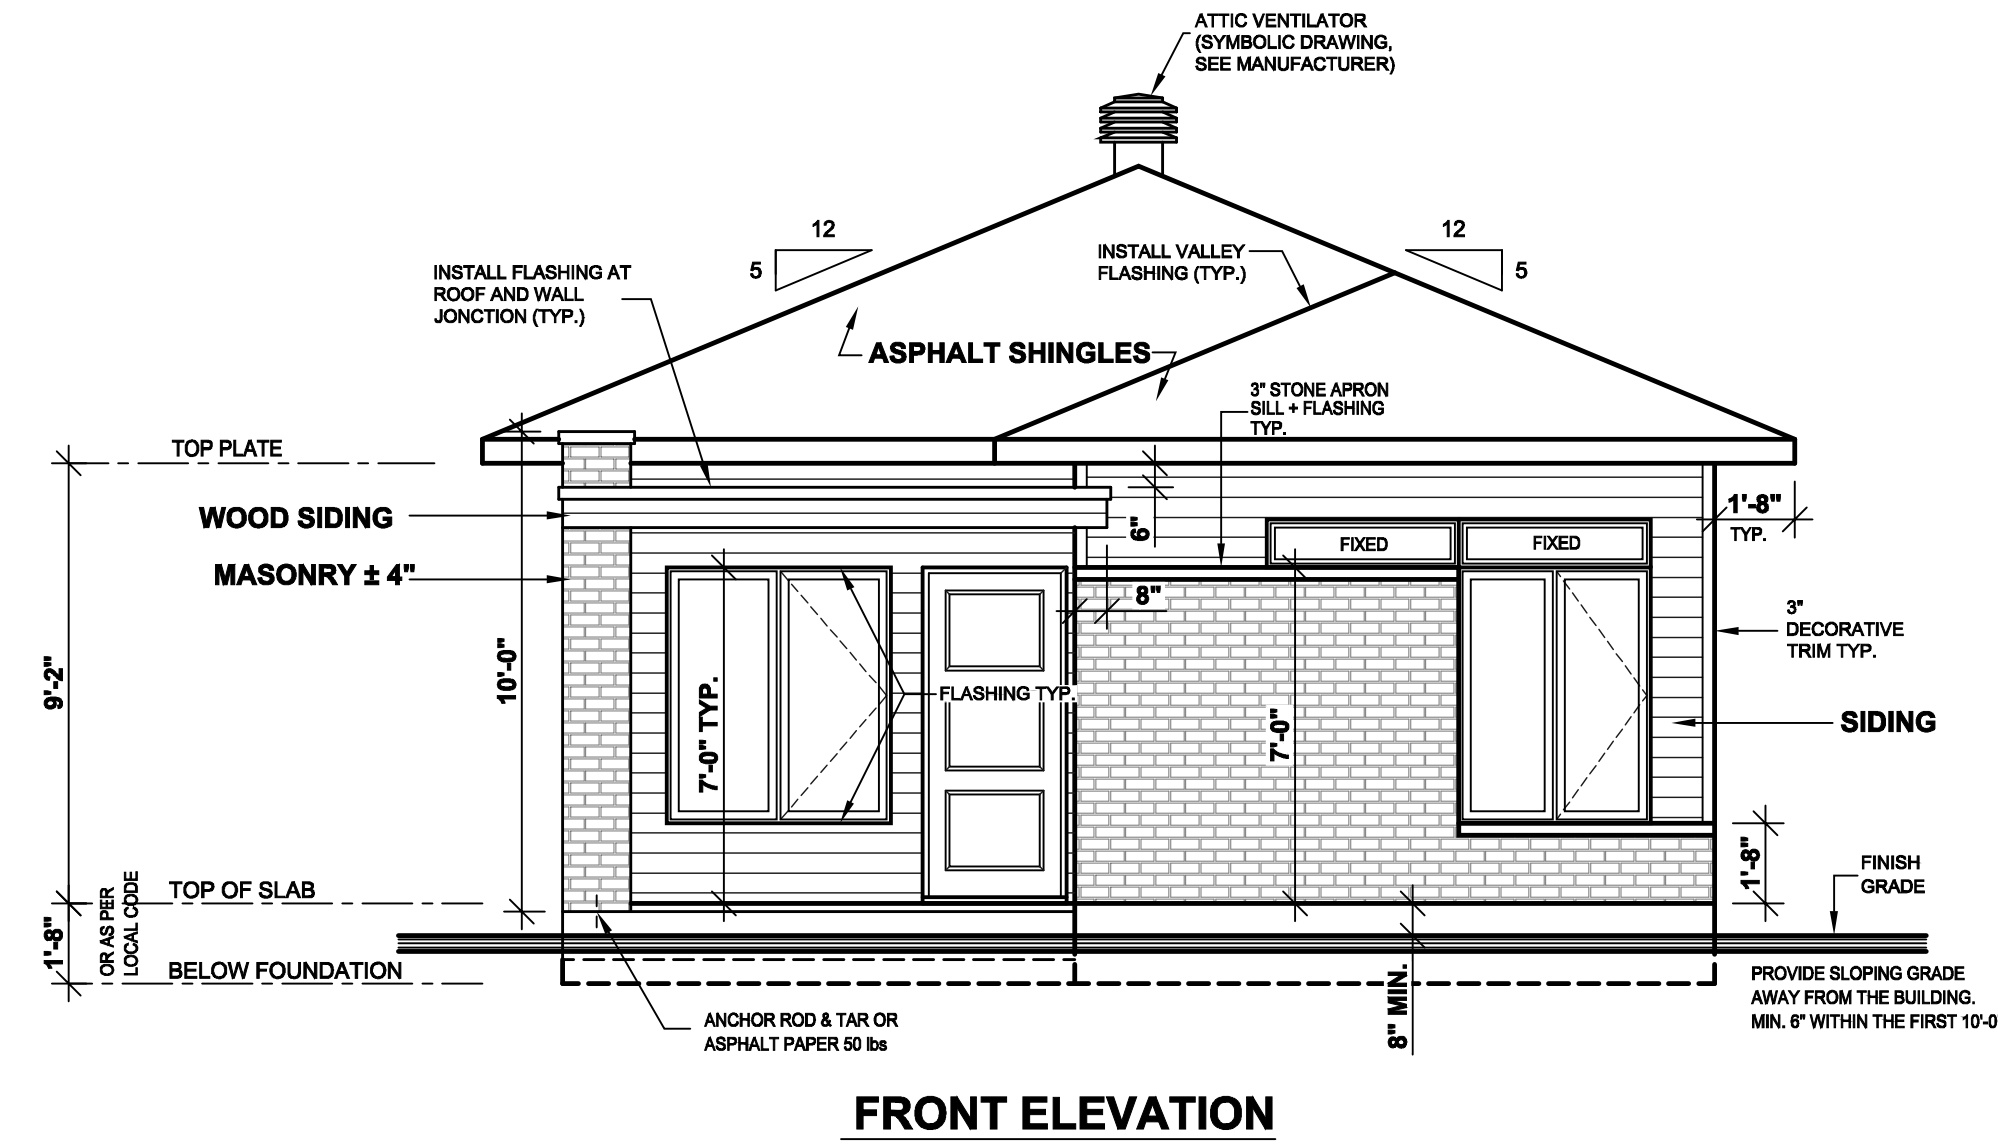 ATTIC VENTILATOR
(SYMBOLIC DRAWING,
SEE MANUFACTURER)
12
5
12
5
INSTALL FLASHING AT
ROOF AND WALL
JONCTION (TYP.)
INSTALL VALLEY
FLASHING (TYP.)
ASPHALT SHINGLES
3" STONE APRON
SILL + FLASHING
TYP.
TOP PLATE
WOOD SIDING
MASONRY ± 4"
6"
1'-8"
TYP.
FIXED
FIXED
8"
3"
DECORATIVE
TRIM TYP.
9'-2"
10'-0"
7'-0" TYP.
FLASHING TYP.
7'-0"
SIDING
1'-8"
FINISH
GRADE
TOP OF SLAB
1'-8"
OR AS PER
LOCAL CODE
BELOW FOUNDATION
8" MIN.
PROVIDE SLOPING GRADE
AWAY FROM THE BUILDING.
MIN. 6" WITHIN THE FIRST 10'-0
ANCHOR ROD & TAR OR
ASPHALT PAPER 50 lbs
FRONT ELEVATION